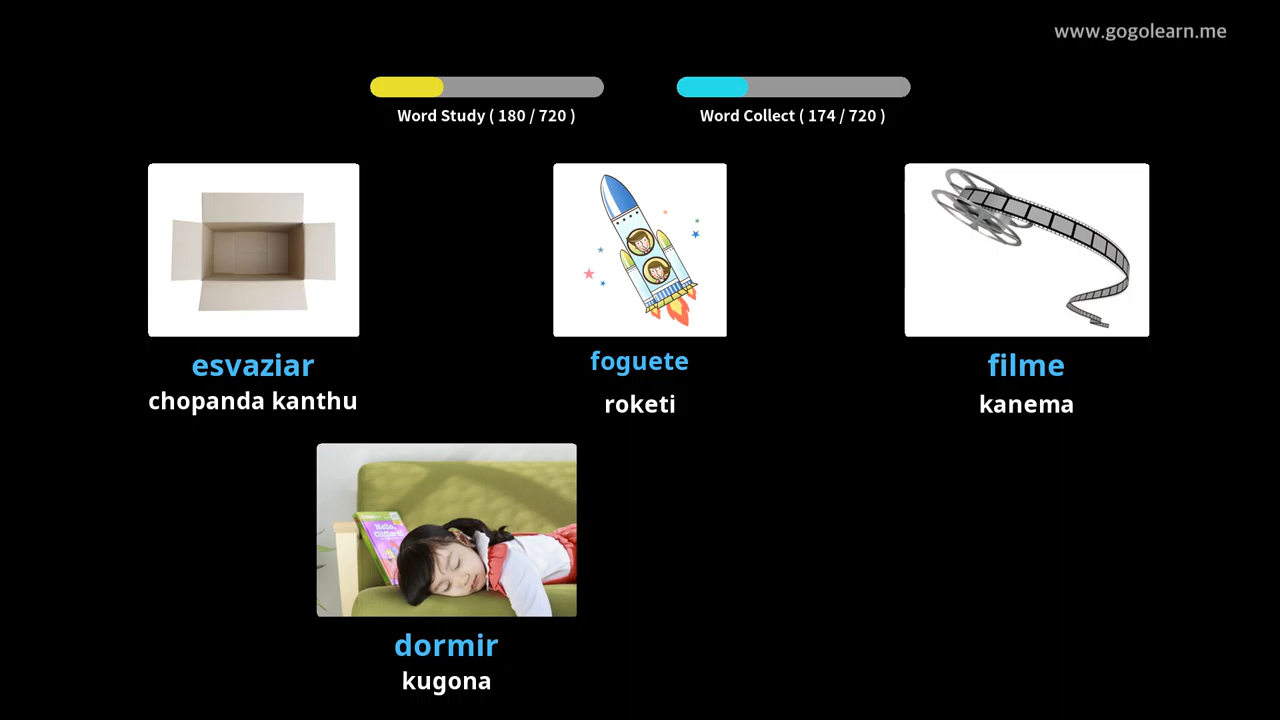 www.gogolearn.me
Word Study ( 180 / 720 )
Word Collect ( 174 / 720 )
esvaziar
chopanda kanthu
foguete
roketi
filme
kanema
dormir
kugona